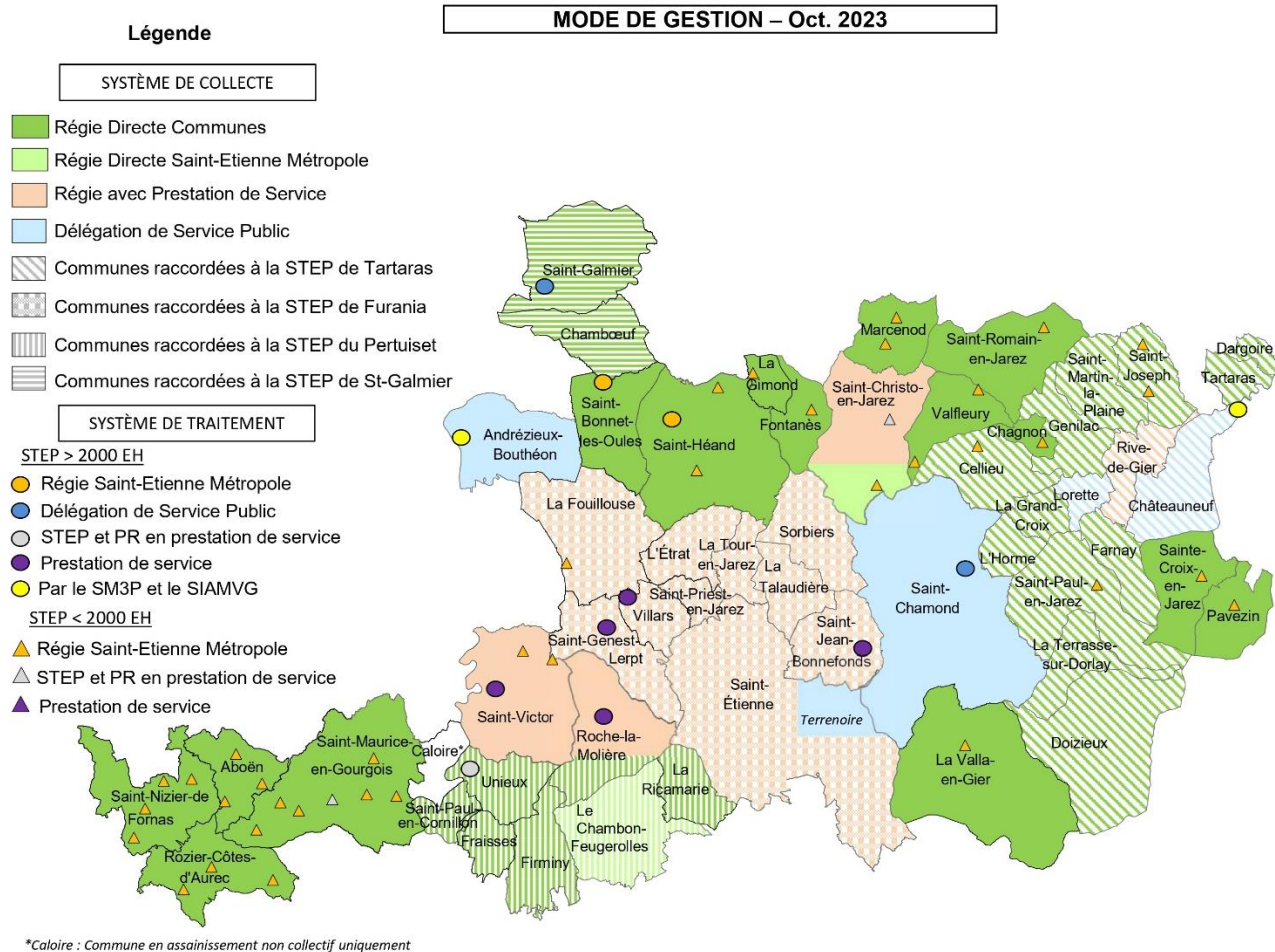 MODE DE GESTION – Oct. 2023
Légende
SYSTÈME DE COLLECTE
Régie Directe Communes
Régie Directe Saint-Etienne Métropole
Régie avec Prestation de Service
Délégation de Service Public
Communes raccordées à la STEP de Tartaras
Communes raccordées à la STEP de Furania
Communes raccordées à la STEP du Pertuiset
Communes raccordées à la STEP de St-Galmier
SYSTÈME DE TRAITEMENT
STEP > 2000 EH
Régie Saint-Etienne Métropole
Délégation de Service Public
STEP et PR en prestation de service
Prestation de service
Par le SM3P et le SIAMVG
STEP < 2000 EH
Régie Saint-Etienne Métropole
STEP et PR en prestation de service
Prestation de service
Saint-Galmier
Chambœuf
Saint-
Bonnet-
les-Oules
Andrézieux-
Bouthéon
Saint-Héand
La
Gimond
Fontanès
Marcenod
Saint-Christo-
en-Jarez
Saint-Romain-
en-Jarez
Valfleury
Chagnon
Cellieu
Saint-
Martin-
la-
Plaine
Genilac
Saint-
Joseph
Dargoire
Tartaras
Rive-
de-Gier
Châteauneuf
Lorette
La Grand-
Croix
L'Horme
Farnay
Saint-Paul-
en-Jarez
Sainte-
Croix-
en-
Jarez
Pavezin
La Terrasse-
sur-Dorlay
Doizieux
La Valla-
en-Gier
Saint-
Chamond
La Fouillouse
L'Étrat
La Tour-
en-Jarez
Sorbiers
La
Talaudière
Saint-Priest-
en-Jarez
Villars
Saint-Genest-
Lerpt
Saint-
Jean-
Bonnefonds
Saint-
Étienne
Terrenoire
Saint-Victor
Roche-la-
Molière
Caloire*
Unieux
Saint-Paul-
en-Cornillon
Fraisses
Firminy
Le
Chambon-
Feugerolles
La
Ricamarie
Saint-Maurice-
en-Gourgois
Aboën
Saint-Nizier-de
Fornas
Rozier-Côtes-
d'Aurec
*Caloire : Commune en assainissement non collectif uniquement